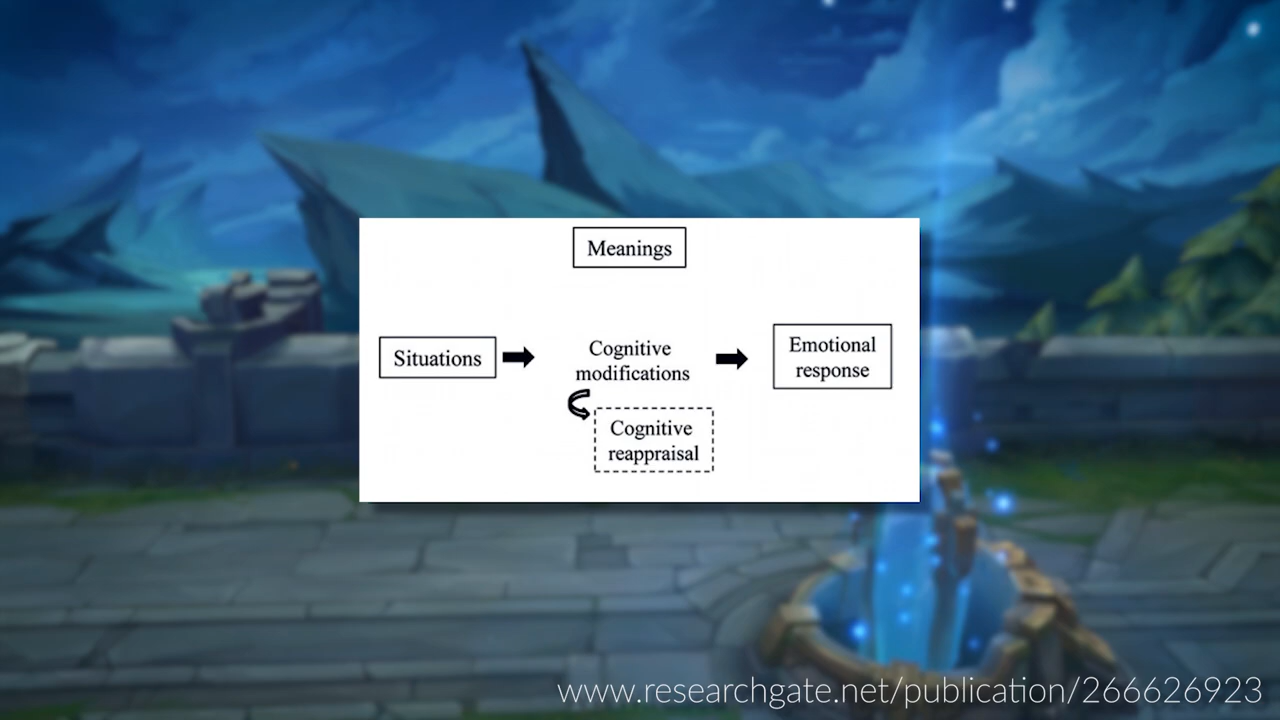 Meanings
Situations
Cognitive
modifications
Emotional
response
Cognitive
reappraisal
www.researchgate.net/publication/266626923